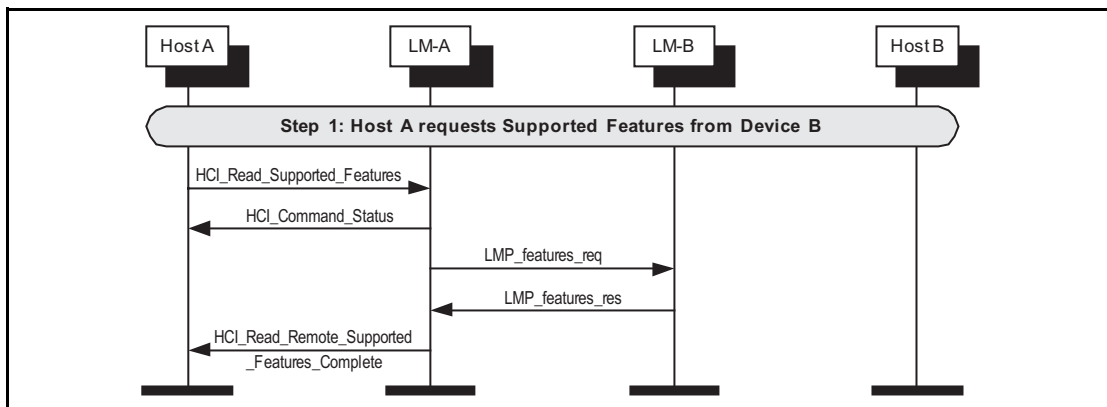 Host A
LM-A
LM-B
Host B
Step 1: Host A requests Supported Features from Device B
HCI_Read_Supported_Features
HCI_Command_Status
LMP_features_req
LMP_features_res
HCI_Read_Remote_Supported
_Features_Complete